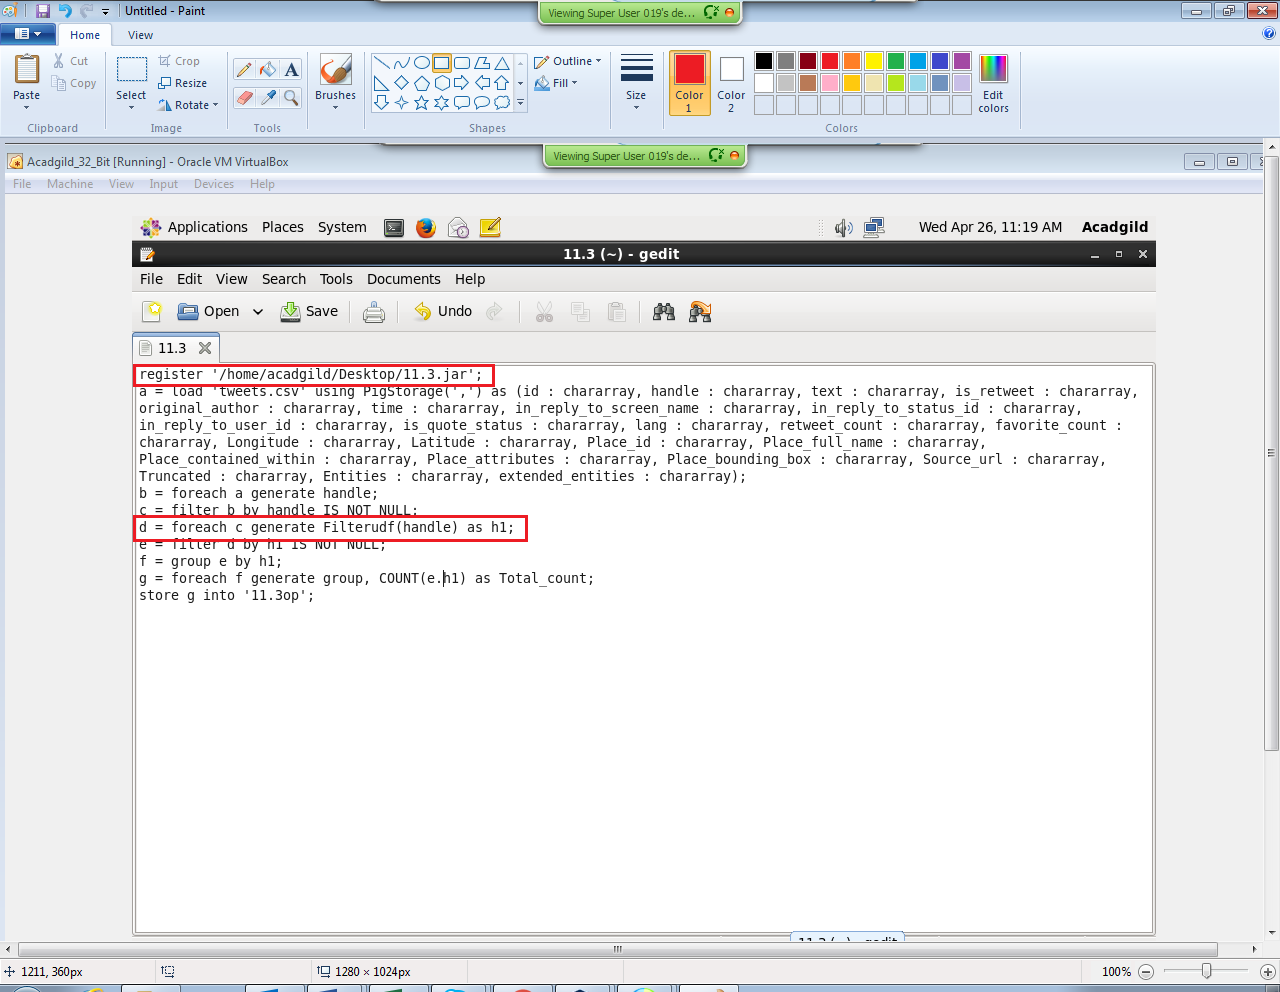 Untitled - Paint
Viewing Super User 019's de...
Home
View
Paste
Cut
Copy
Clipboard
Select
Crop
Resize
Rotate
Image
Tools
Brushes
Shapes
Outline
Fill
Size
Color 1
Color 2
Edit colors
Colors
Acadgild_32_Bit [Running] - Oracle VM VirtualBox
Viewing Super User 019's de...
File Machine View Input Devices Help
Applications Places System
Wed Apr 26, 11:19 AM Acadgild
11.3 (~) - gedit
File Edit View Search Tools Documents Help
Open Save Undo
11.3
register '/home/acadgild/Desktop/11.3.jar';
a = load 'tweets.csv' using PigStorage(',') as (id : chararray, handle : chararray, text : chararray, is_retweet : chararray,
original_author : chararray, time : chararray, in_reply_to_screen_name : chararray, in_reply_to_status_id : chararray,
in_reply_to_user_id : chararray, is_quote_status : chararray, lang : chararray, retweet_count : chararray, favorite_count :
chararray, Longitude : chararray, Latitude : chararray, Place_id : chararray, Place_full_name : chararray,
Place_contained_within : chararray, Place_attributes : chararray, Place_bounding_box : chararray, Source_url : chararray,
Truncated : chararray, Entities : chararray, extended_entities : chararray);
b = foreach a generate handle;
c = filter b by handle IS NOT NULL;
d = foreach c generate Filterudf(handle) as h1;
e = filter d by h1 IS NOT NULL;
f = group e by h1;
g = foreach f generate group, COUNT(e.h1) as Total_count;
store g into '11.3op';
11.3 (~) - gedit
1211, 360px
1280 × 1024px
100%